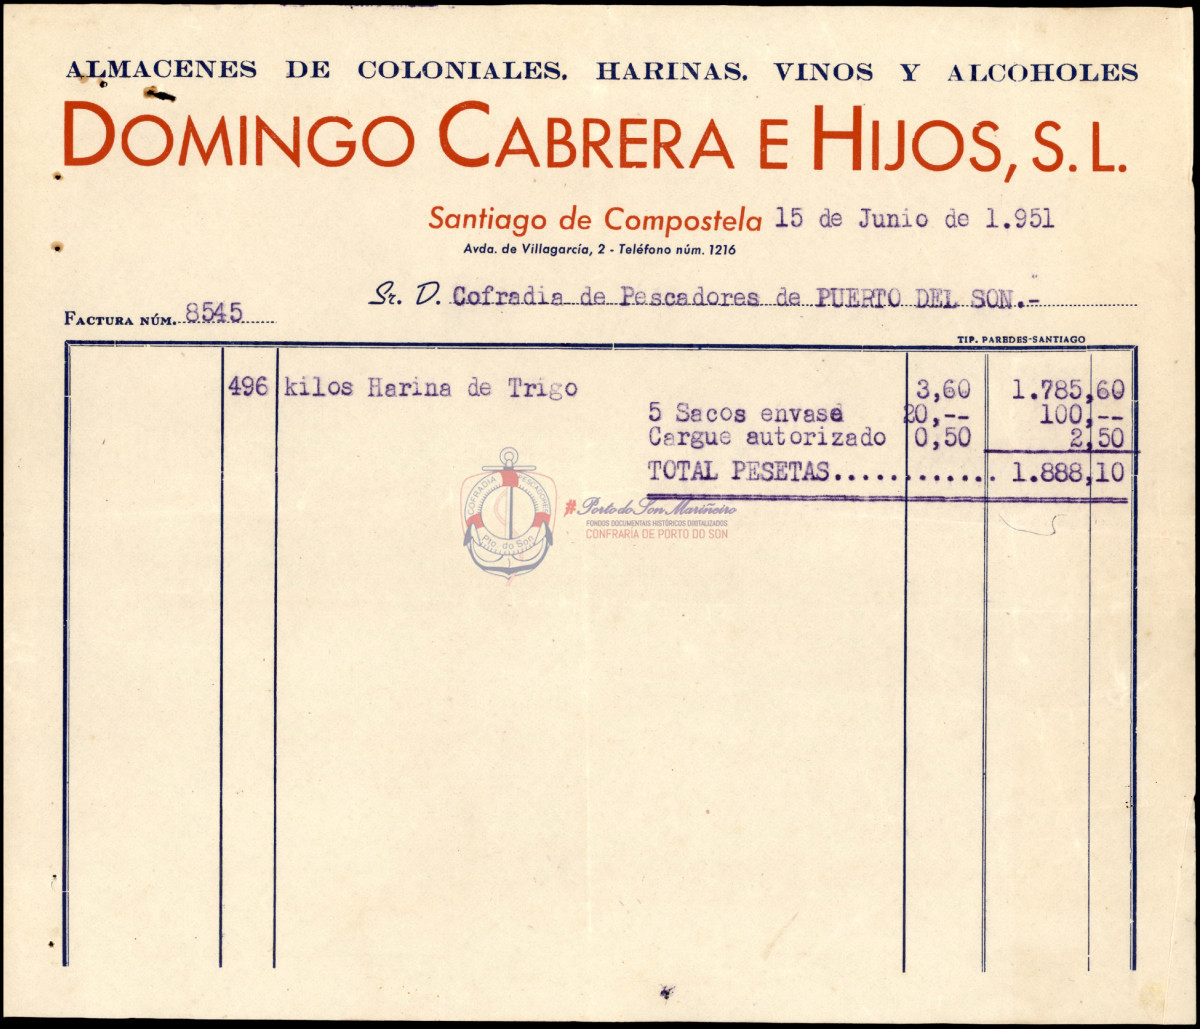 ALMACENES DE COLONIALES. HARINAS. VINOS Y ALCOHOLES
DOMINGO CABRERA E HIJOS, S. L.
Santiago de Compostela 15 de Junio de 1.951
Avda. de Villagarcía, 2 - Teléfono núm. 1216
Sr. D. Cofradia de Pescadores de PUERTO DEL SON.-
FACTURA NÚM. 8545
TIP. PAREDES-SANTIAGO
496 kilos Harina de Trigo 3,60 1.785,60
5 Sacos envase 20,-- 100,--
Cargue autorizado 0,50 2,50
TOTAL PESETAS............ 1.888,10
COFRADIA PESCADORES
Pto. do Son
#Porto do Son Mariñeiro
FONDOS DOCUMENTAIS HISTÓRICOS DIXITALIZADOS
CONFRARÍA DE PORTO DO SON